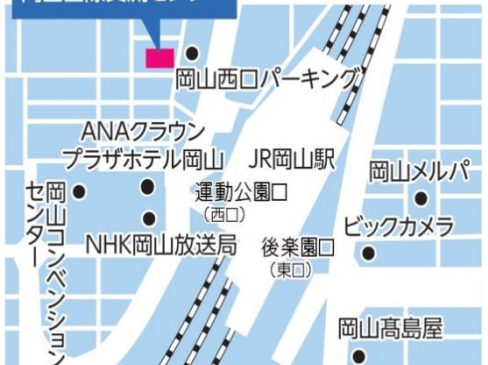 岡山西口パーキング
ANAクラウン
プラザホテル岡山
JR岡山駅
岡山メルパ
運動公園口
（西口）
岡山コンベンション
センター
NHK岡山放送局
後楽園口
（東口）
ビックカメラ
岡山髙島屋